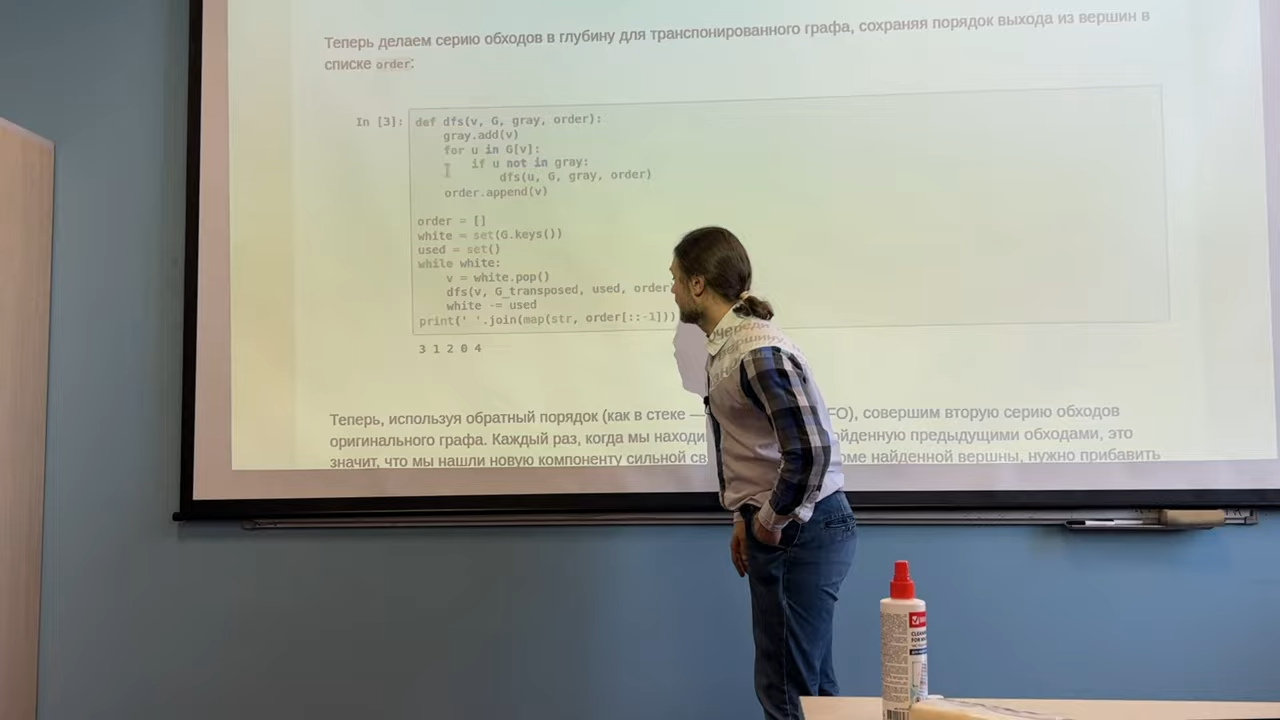 Теперь делаем серию обходов в глубину для транспонированного графа, сохраняя порядок выхода из вершин в
списке order:
In [3]: def dfs(v, G, gray, order):
gray.add(v)
for u in G[v]:
if u not in gray:
dfs(u, G, gray, order)
order.append(v)
order = []
white = set(G.keys())
used = set()
while white:
v = white.pop()
dfs(v, G_transposed, used, order
white -= used
print(' '.join(map(str, order[::-1])))
3 1 2 0 4
Теперь, используя обратный порядок (как в стеке — FO), совершим вторую серию обходов
оригинального графа. Каждый раз, когда мы находи йденную предыдущими обходами, это
значит, что мы нашли новую компоненту сильной св оме найденной вершны, нужно прибавить